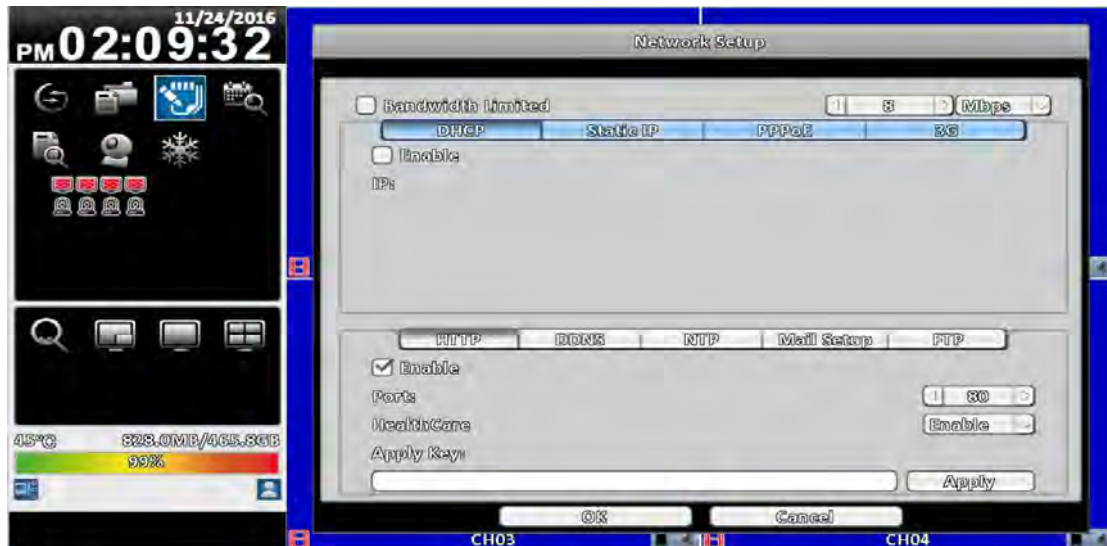 11/24/2016
PM 02:09:32
45°C 828.0MB/465.8GB
99%
Network Setup
Bandwidth Limited 8 Mbps
DHCP Static IP PPPoE 3G
Enable
IP:
HTTP DDNS NTP Mail Setup FTP
Enable
Port: 80
HealthCare Enable
Apply Key:
Apply
OK Cancel
CH03 CH04